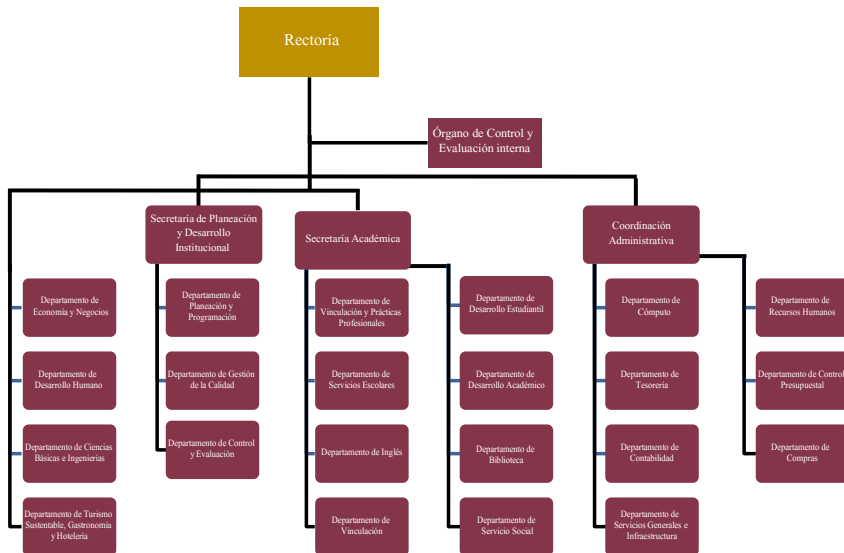 Rectoría
Órgano de Control y
Evaluación interna
Secretaría de Planeación
y Desarrollo
Institucional
Secretaría Académica
Coordinación
Administrativa
Departamento de
Economía y Negocios
Departamento de
Desarrollo Humano
Departamento de Ciencias
Básicas e Ingenierías
Departamento de Turismo
Sustentable, Gastronomía
y Hotelería
Departamento de
Planeación y
Programación
Departamento de Gestión
de la Calidad
Departamento de Control
y Evaluación
Departamento de
Vinculación y Prácticas
Profesionales
Departamento de
Servicios Escolares
Departamento de Inglés
Departamento de
Vinculación
Departamento de
Desarrollo Estudiantil
Departamento de
Desarrollo Académico
Departamento de
Biblioteca
Departamento de
Servicio Social
Departamento de
Cómputo
Departamento de
Tesorería
Departamento de
Contabilidad
Departamento de
Servicios Generales e
Infraestructura
Departamento de
Recursos Humanos
Departamento de Control
Presupuestal
Departamento de
Compras